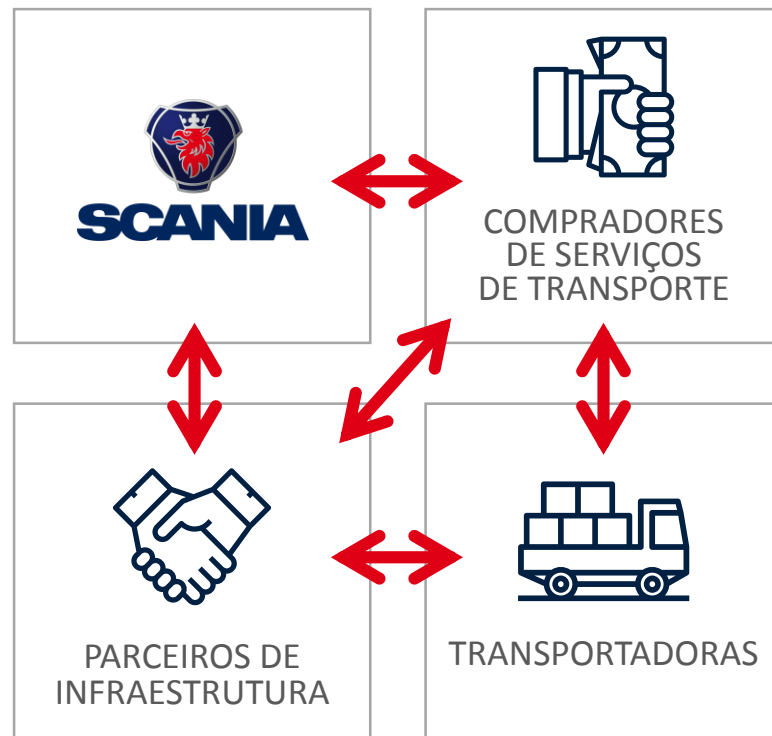 SCANIA
COMPRADORES
DE SERVIÇOS
DE TRANSPORTE
PARCEIROS DE
INFRAESTRUTURA
TRANSPORTADORAS